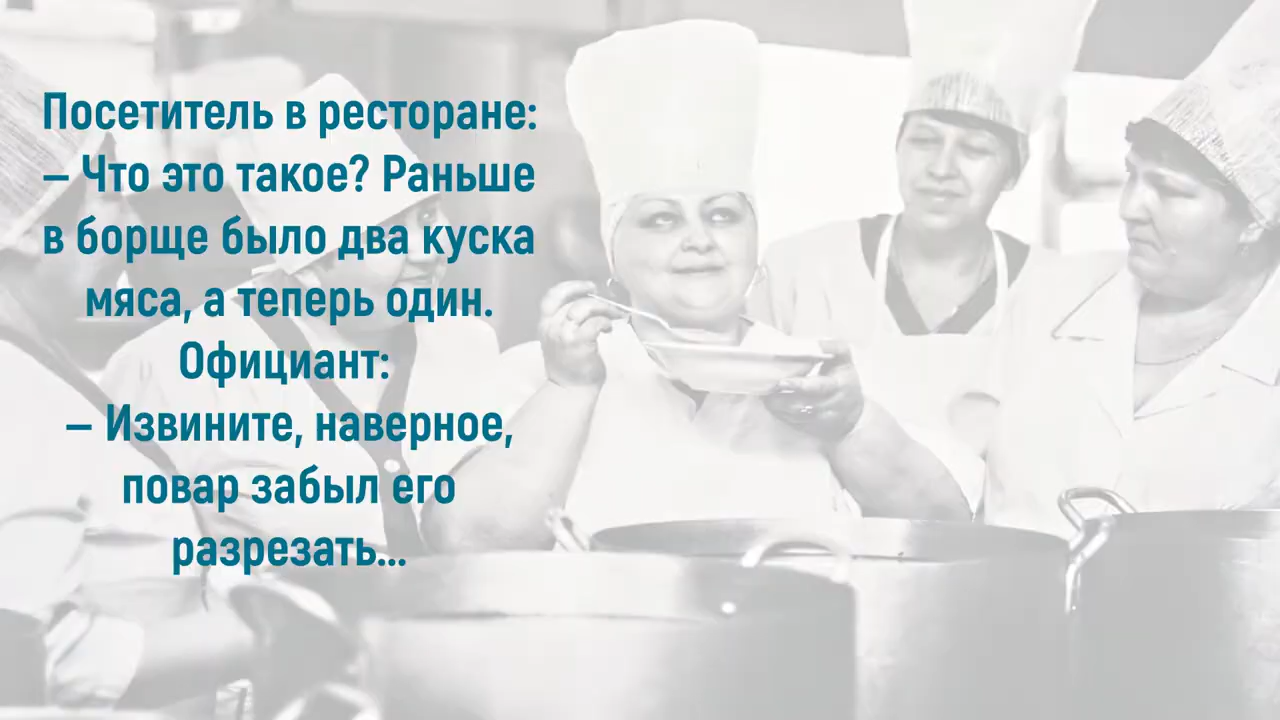 Посетитель в ресторане:
– Что это такое? Раньше
в борще было два куска
мяса, а теперь один.
Официант:
– Извините, наверное,
повар забыл его
разрезать...